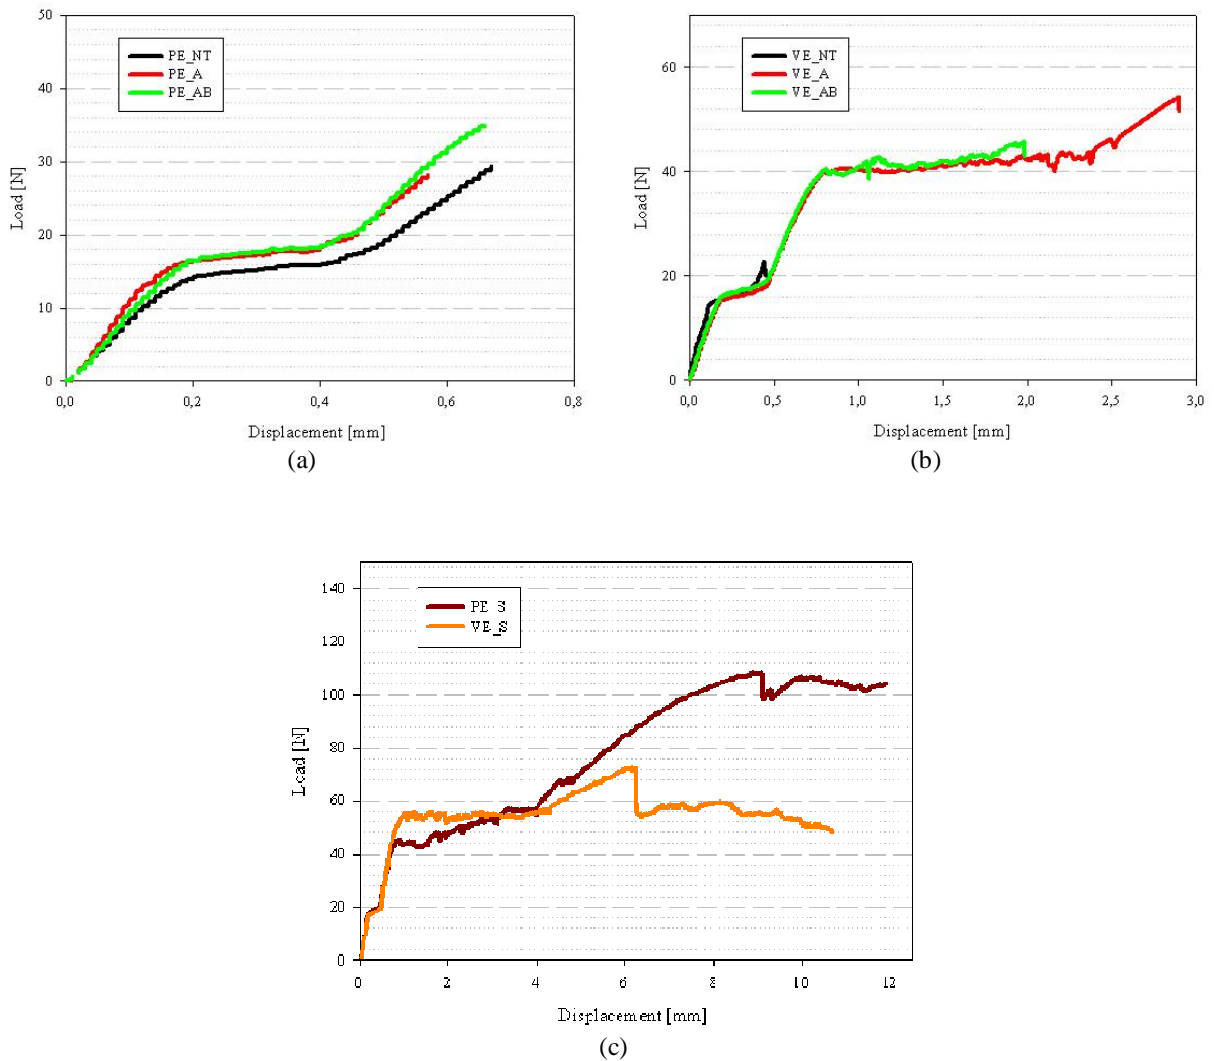 50
40
30
20
10
0
Load [N]
PE_NT
PE_A
PE_AB
0,0 0,2 0,4 0,6 0,8
Displacement [mm]
(a)
60
40
20
0
Load [N]
VE_NT
VE_A
VE_AB
0,0 0,5 1,0 1,5 2,0 2,5 3,0
Displacement [mm]
(b)
140
120
100
80
60
40
20
0
Load [N]
PE_S
VE_S
0 2 4 6 8 10 12
Displacement [mm]
(c)